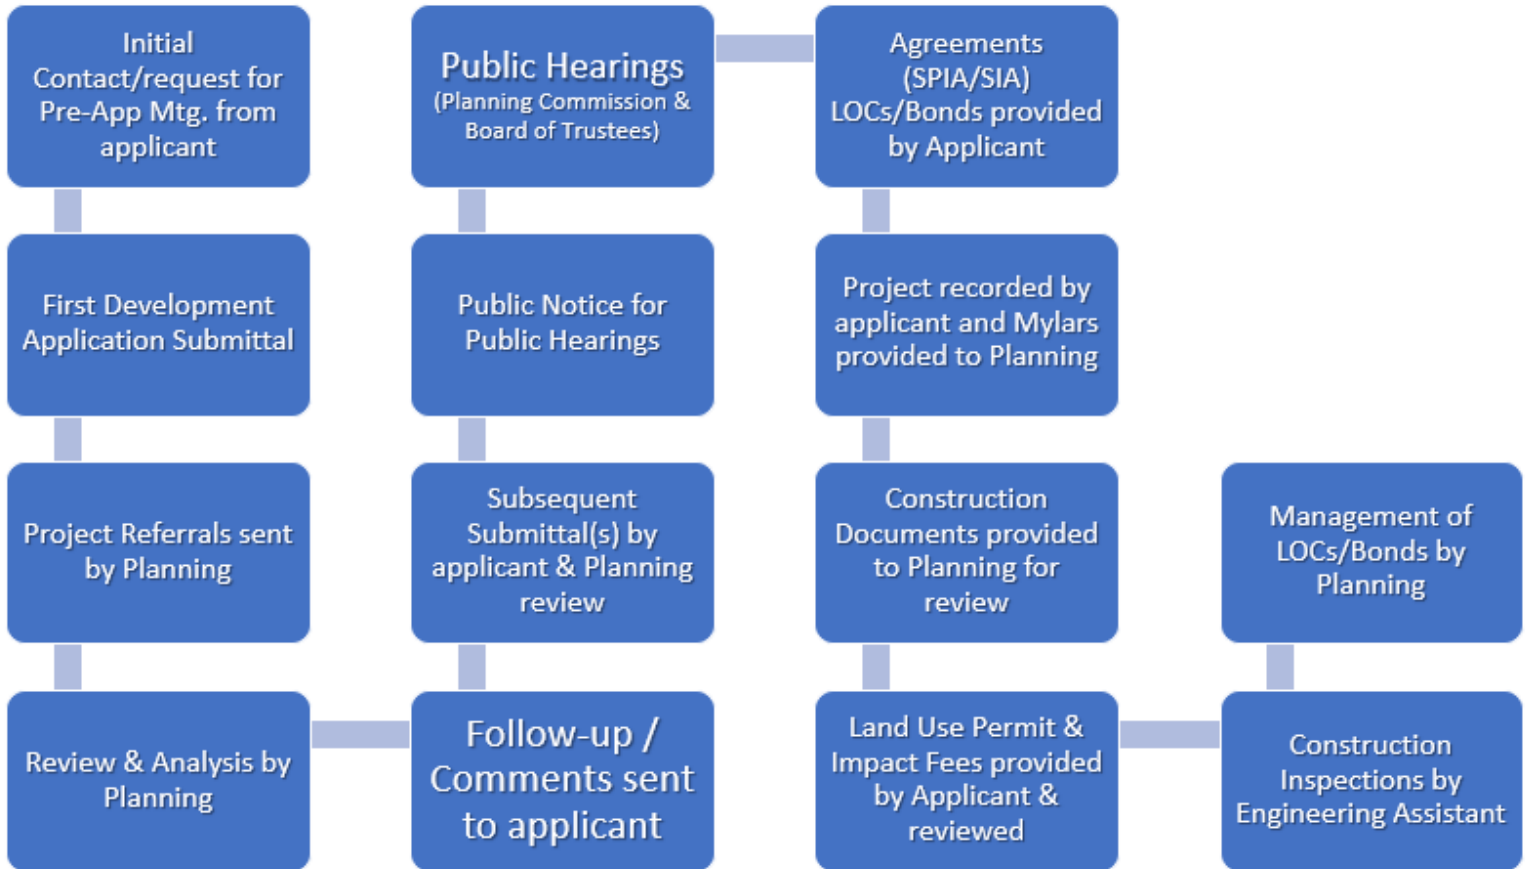 Initial
Contact/request for
Pre-App Mtg. from
applicant
First Development
Application Submittal
Project Referrals sent
by Planning
Review & Analysis by
Planning
Follow-up /
Comments sent
to applicant
Subsequent
Submittal(s) by
applicant & Planning
review
Public Notice for
Public Hearings
Public Hearings
(Planning Commission &
Board of Trustees)
Agreements
(SPIA/SIA)
LOCs/Bonds provided
by Applicant
Project recorded by
applicant and Mylars
provided to Planning
Construction
Documents provided
to Planning for
review
Land Use Permit &
Impact Fees provided
by Applicant &
reviewed
Construction
Inspections by
Engineering Assistant
Management of
LOCs/Bonds by
Planning